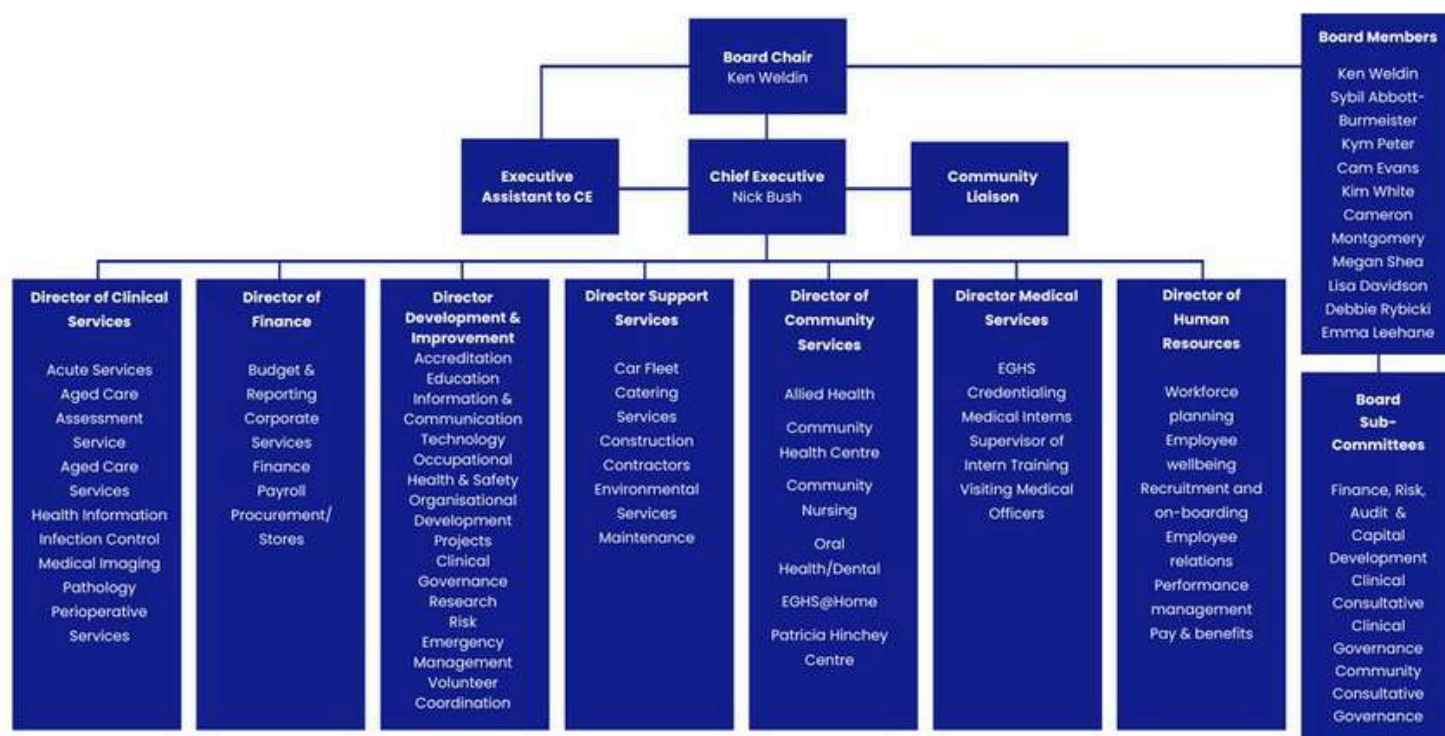 Board Chair
Ken Weldin
Board Members
Ken Weldin
Sybil Abbott-
Burmeister
Kym Peter
Cam Evans
Kim White
Cameron
Montgomery
Megan Shea
Lisa Davidson
Debbie Rybicki
Emma Leehane
Executive
Assistant to CE
Chief Executive
Nick Bush
Community
Liaison
Director of Clinical
Services
Acute Services
Aged Care
Assessment
Service
Aged Care
Services
Health Information
Infection Control
Medical Imaging
Pathology
Perioperative
Services
Director of
Finance
Budget &
Reporting
Corporate
Services
Finance
Payroll
Procurement/
Stores
Director
Development &
Improvement
Accreditation
Education
Information &
Communication
Technology
Occupational
Health & Safety
Organisational
Development
Projects
Clinical
Governance
Research
Risk
Emergency
Management
Volunteer
Coordination
Director Support
Services
Car Fleet
Catering
Services
Construction
Contractors
Environmental
Services
Maintenance
Director of
Community
Services
Allied Health
Community
Health Centre
Community
Nursing
Oral
Health/Dental
EGHS@Home
Patricia Hinchey
Centre
Director Medical
Services
EGHS
Credentialing
Medical Interns
Supervisor of
Intern Training
Visiting Medical
Officers
Director of
Human
Resources
Workforce
planning
Employee
wellbeing
Recruitment and
on-boarding
Employee
relations
Performance
management
Pay & benefits
Board
Sub-
Committees
Finance, Risk,
Audit &
Capital
Development
Clinical
Consultative
Clinical
Governance
Community
Consultative
Governance